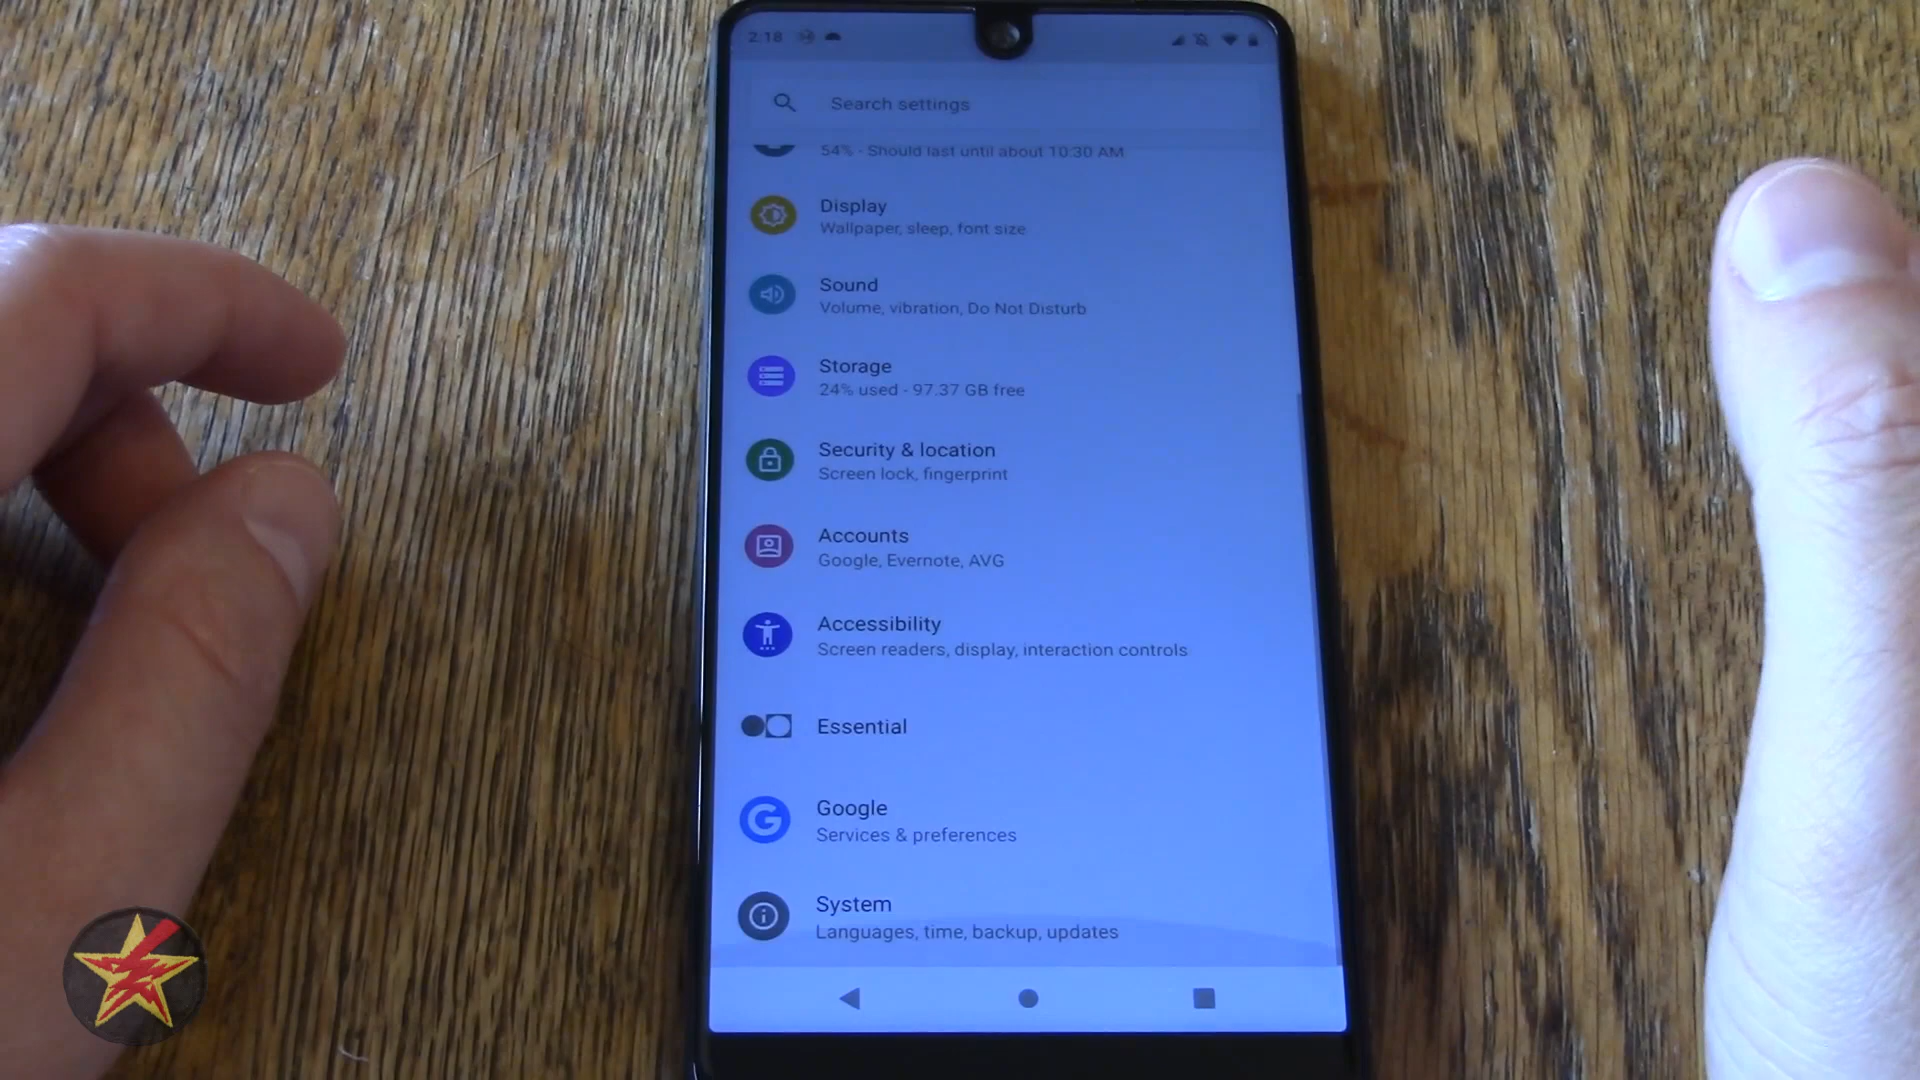 2:18
Search settings
54% - Should last until about 10:30 AM
Display
Wallpaper, sleep, font size
Sound
Volume, vibration, Do Not Disturb
Storage
24% used - 97.37 GB free
Security & location
Screen lock, fingerprint
Accounts
Google, Evernote, AVG
Accessibility
Screen readers, display, interaction controls
Essential
Google
Services & preferences
System
Languages, time, backup, updates